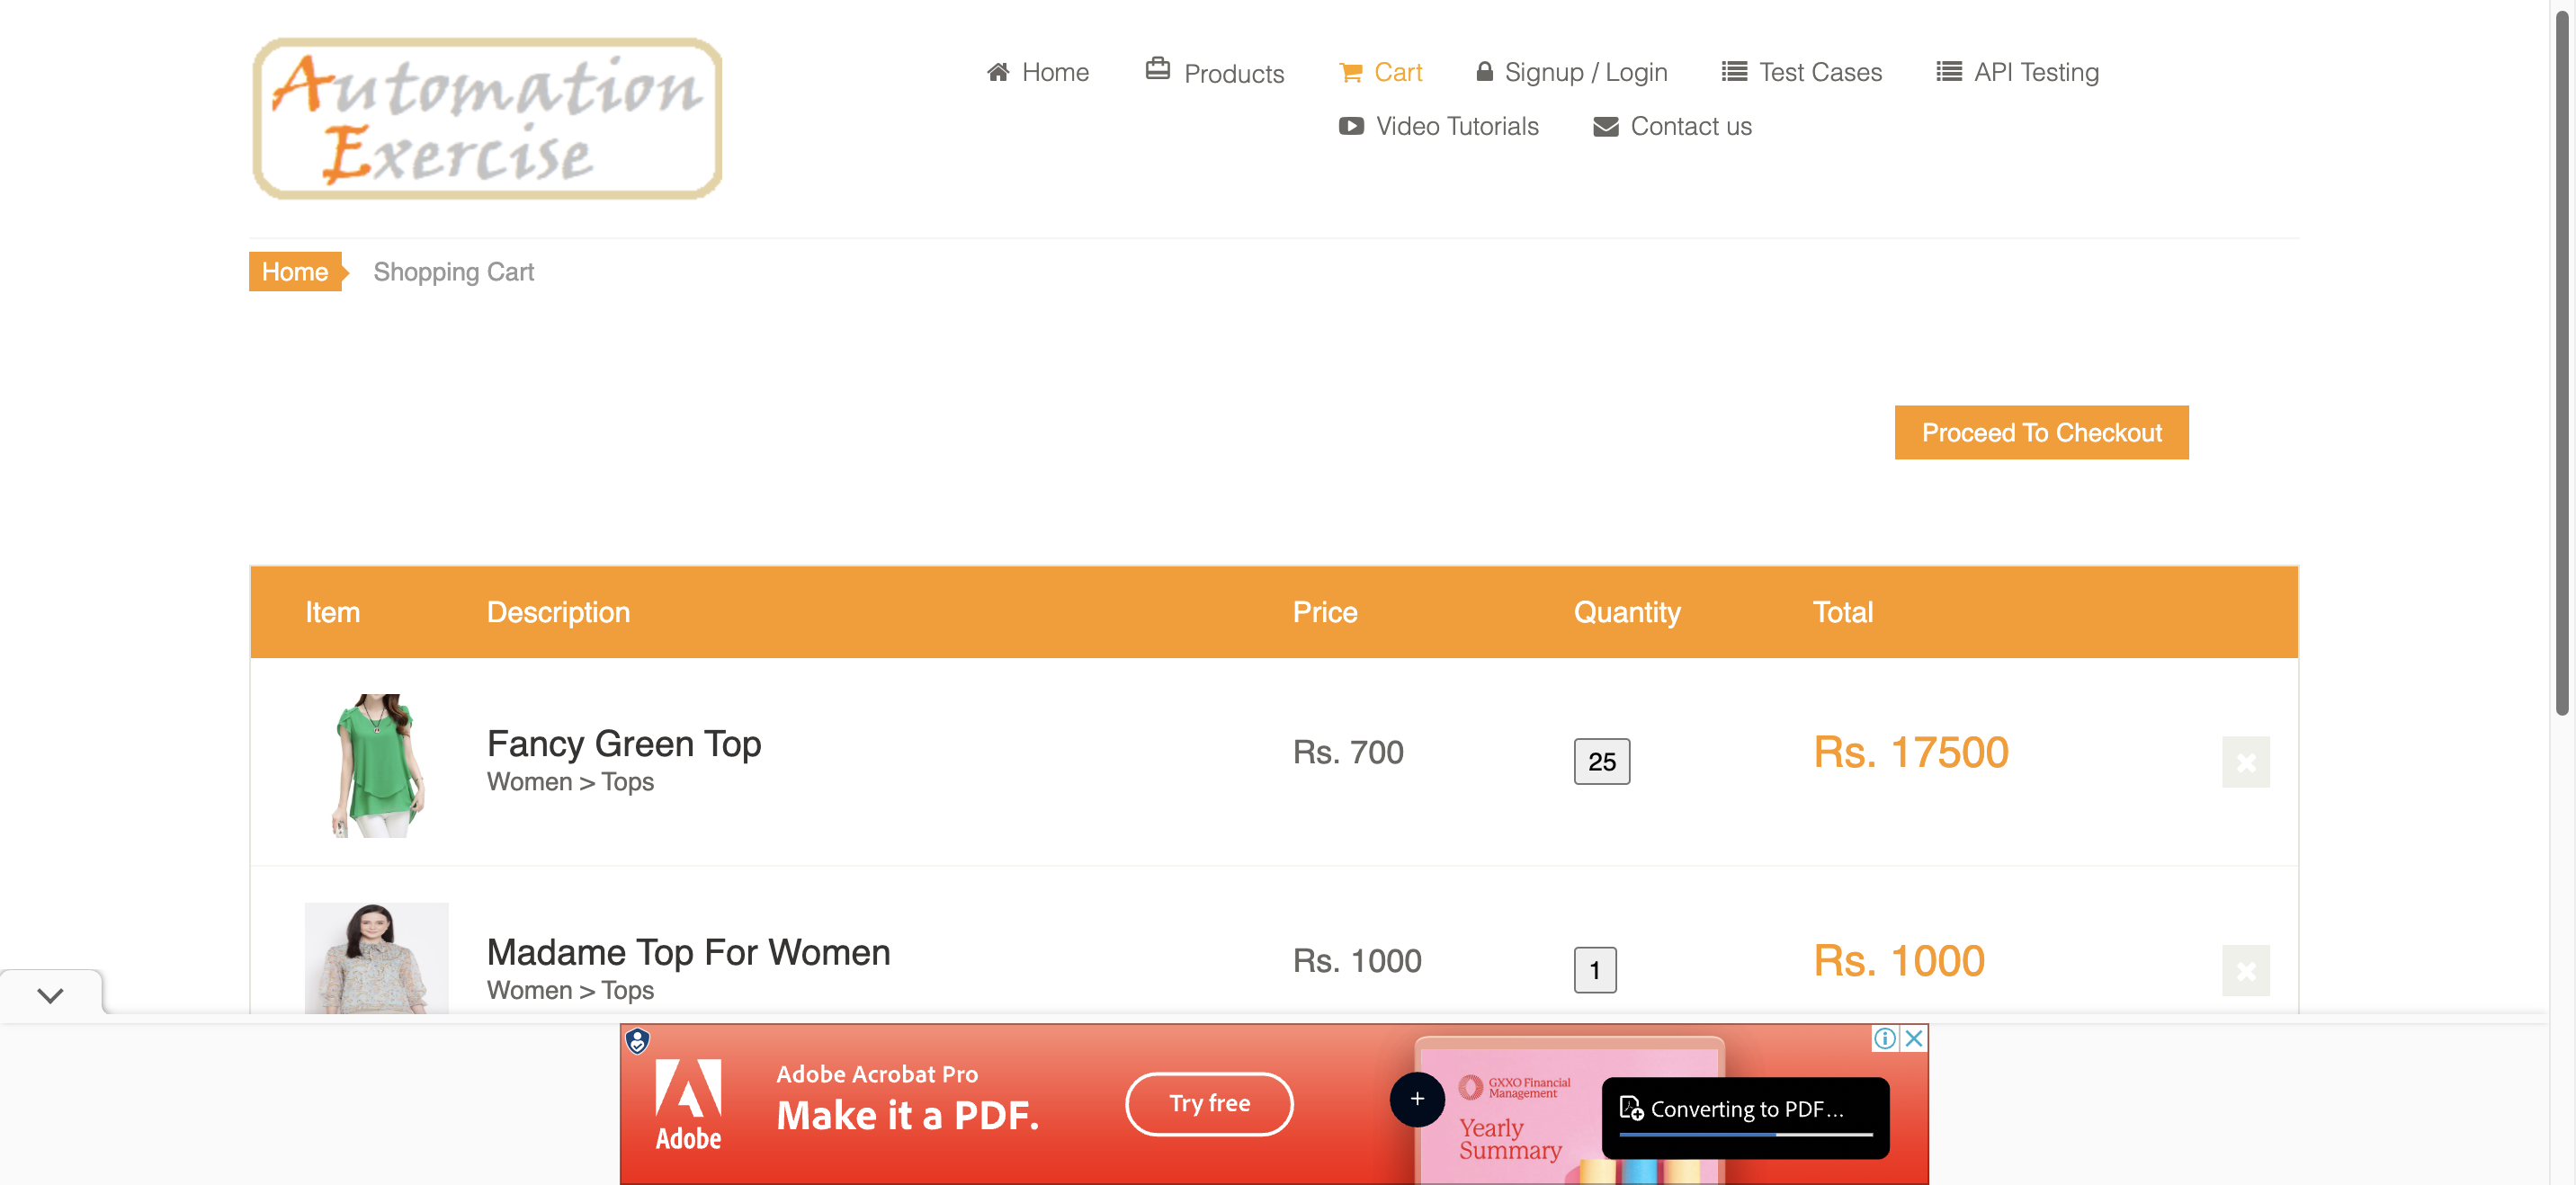 Automation
Exercise
Home
Products
Cart
Signup / Login
Test Cases
API Testing
Video Tutorials
Contact us
Home
Shopping Cart
Proceed To Checkout
Item Description Price Quantity Total
Fancy Green Top
Women > Tops
Rs. 700
25
Rs. 17500
Madame Top For Women
Women > Tops
Rs. 1000
1
Rs. 1000
Adobe
Adobe Acrobat Pro
Make it a PDF.
Try free
GXXO Financial
Management
Yearly
Summary
Converting to PDF...